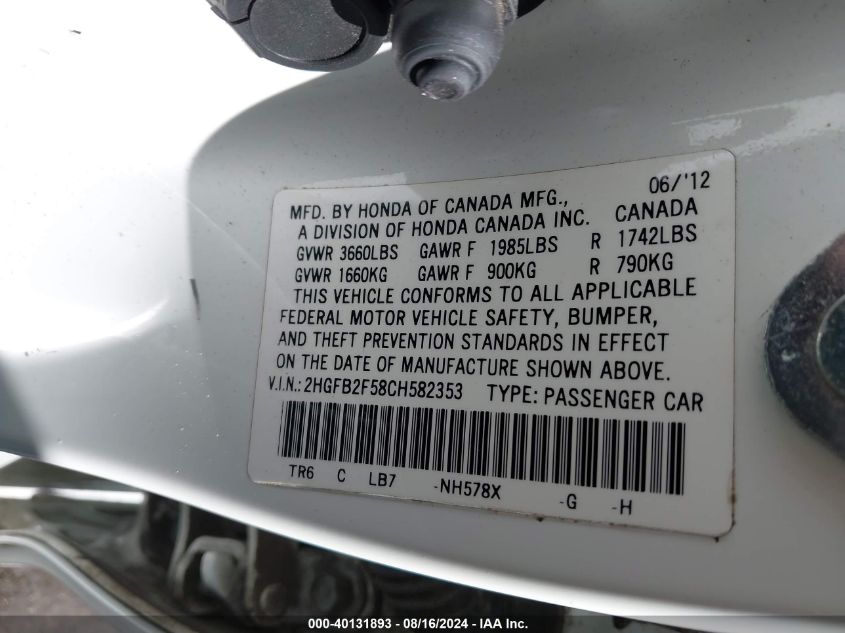 06/'12
MFD. BY HONDA OF CANADA MFG., CANADA
A DIVISION OF HONDA CANADA INC.
GVWR 3660LBS GAWR F 1985LBS R 1742LBS
GVWR 1660KG GAWR F 900KG R 790KG
THIS VEHICLE CONFORMS TO ALL APPLICABLE
FEDERAL MOTOR VEHICLE SAFETY, BUMPER,
AND THEFT PREVENTION STANDARDS IN EFFECT
ON THE DATE OF MANUFACTURE SHOWN ABOVE.
V.I.N.: 2HGFB2F58CH582353 TYPE: PASSENGER CAR
TR6 C LB7 -NH578X -G -H
000-40131893 - 08/16/2024 - IAA Inc.